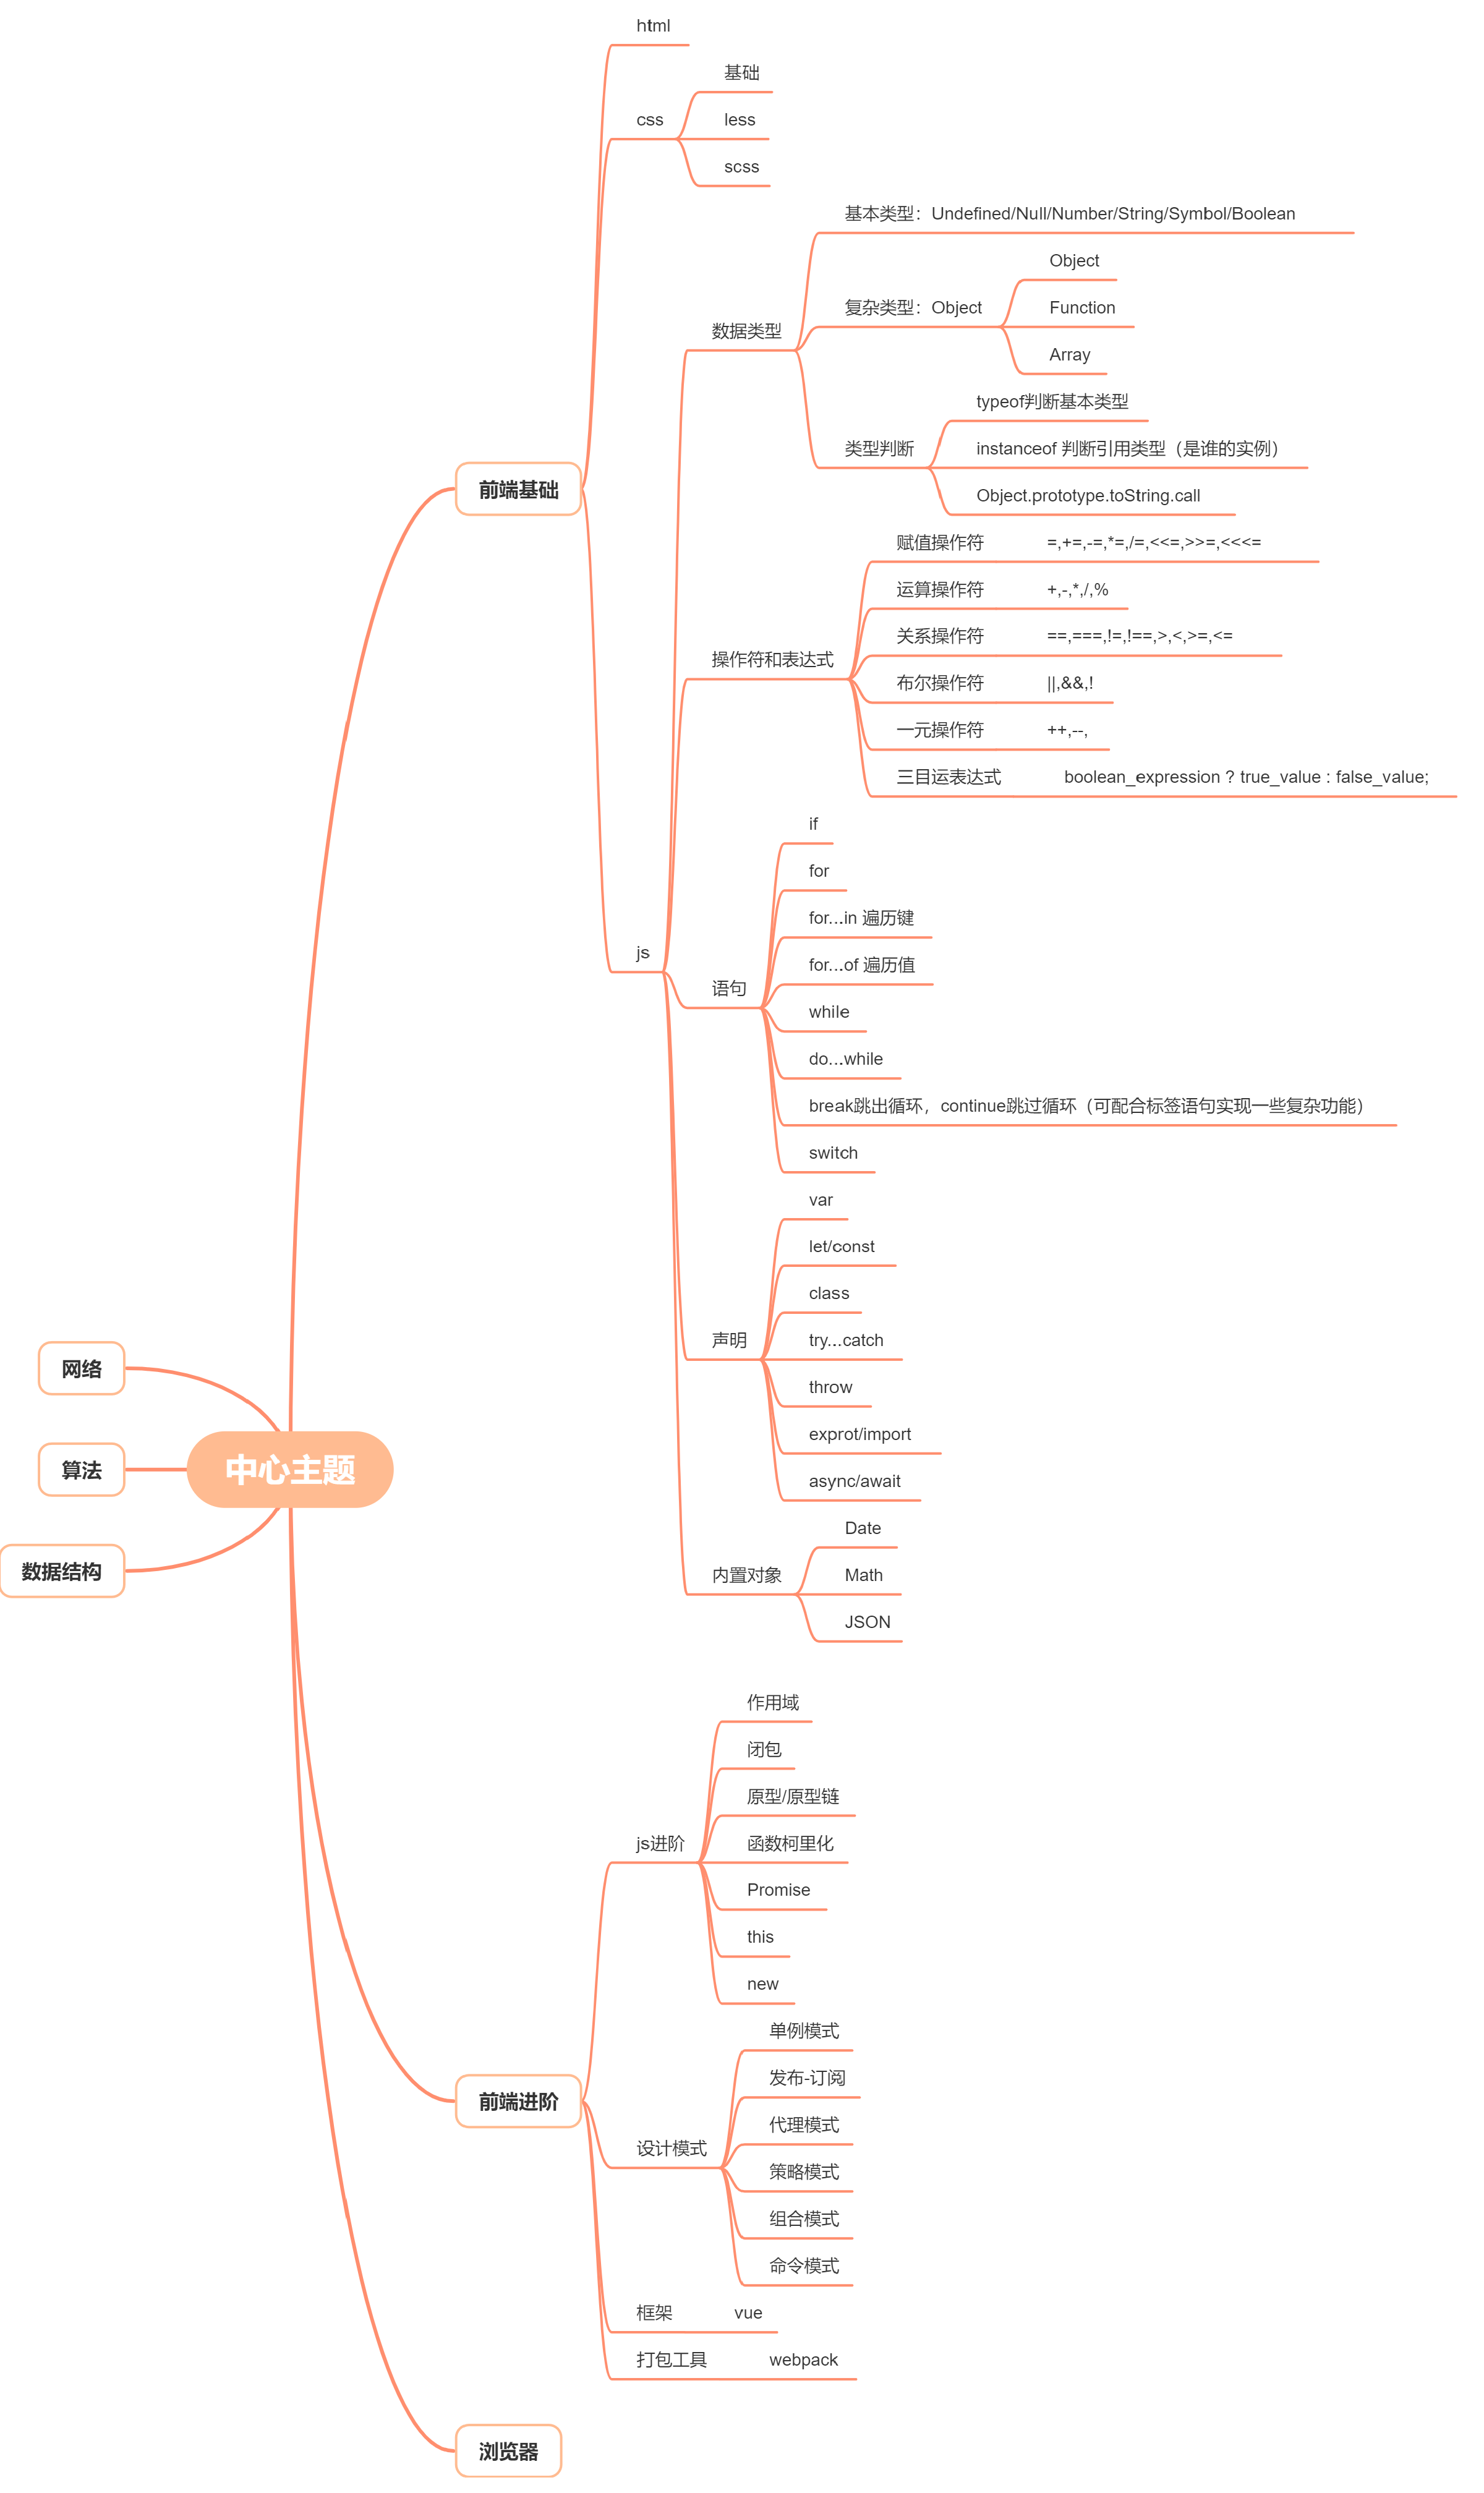 html
基础
css
less
scss
基本类型：Undefined/Null/Number/String/Symbol/Boolean
Object
复杂类型：Object
Function
数据类型
Array
typeof判断基本类型
类型判断
instanceof 判断引用类型（是谁的实例）
Object.prototype.toString.call
前端基础
赋值操作符 =,+=,-=,*=,/=,<<=,>>=,<<<=
运算操作符 +,-,*,/,%
关系操作符 ==,===,!=,!==,>,<,>=,<=
操作符和表达式
布尔操作符 ||,&&,!
一元操作符 ++,--,
三目运表达式 boolean_expression ? true_value : false_value;
if
for
for...in 遍历键
js
for...of 遍历值
语句
while
do...while
break跳出循环，continue跳过循环（可配合标签语句实现一些复杂功能）
switch
var
let/const
class
声明
try...catch
throw
exprot/import
async/await
网络
算法
中心主题
数据结构
Date
内置对象
Math
JSON
作用域
闭包
原型/原型链
js进阶
函数柯里化
Promise
this
new
单例模式
发布-订阅
前端进阶
代理模式
设计模式
策略模式
组合模式
命令模式
框架 vue
打包工具 webpack
浏览器